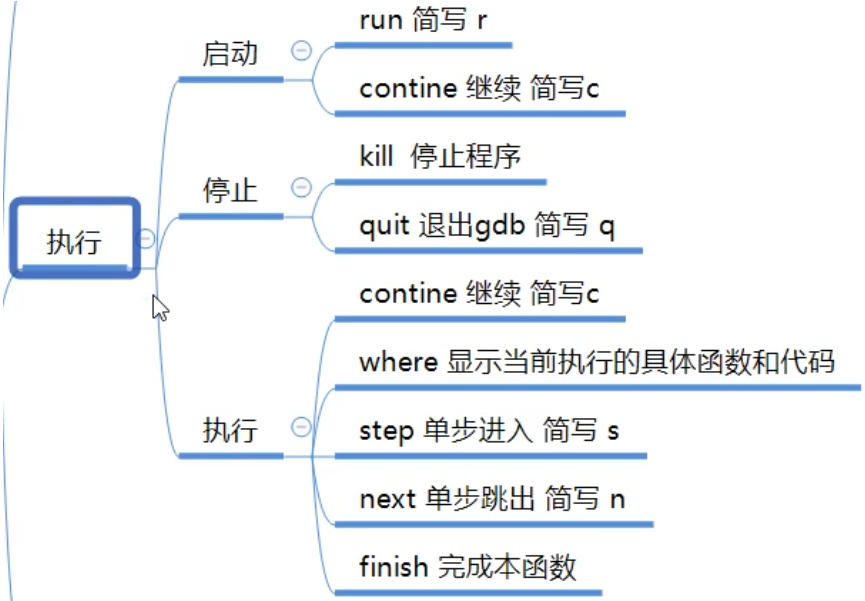 run 简写 r
启动
contine 继续 简写c
kill 停止程序
停止
quit 退出gdb 简写 q
执行
contine 继续 简写c
where 显示当前执行的具体函数和代码
执行
step 单步进入 简写 s
next 单步跳出 简写 n
finish 完成本函数